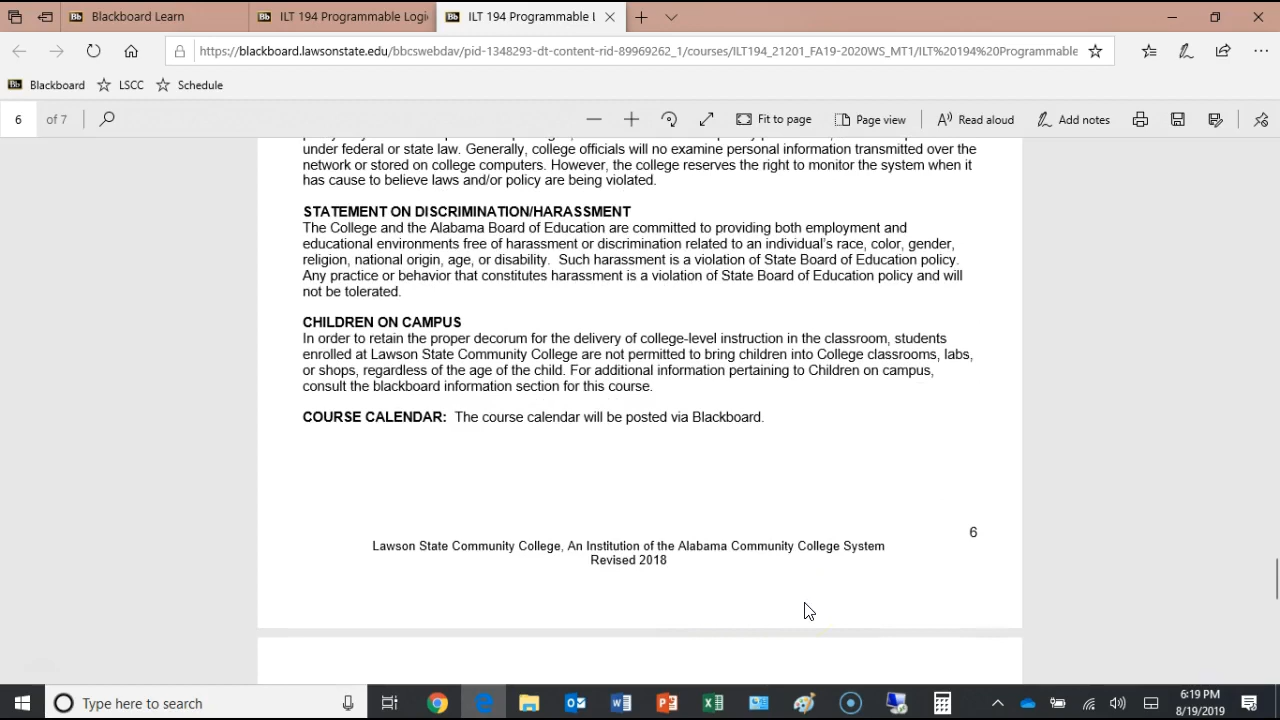 Blackboard Learn
ILT 194 Programmable Logi
ILT 194 Programmable L
https://blackboard.lawsonstate.edu/bbcswebdav/pid-1348293-dt-content-rid-89969262_1/courses/ILT194_21201_FA19-2020WS_MT1/ILT%20194%20Programmable
Blackboard LSCC Schedule
6 of 7 Fit to page Page view Read aloud Add notes
under federal or state law. Generally, college officials will no examine personal information transmitted over the
network or stored on college computers. However, the college reserves the right to monitor the system when it
has cause to believe laws and/or policy are being violated.
STATEMENT ON DISCRIMINATION/HARASSMENT
The College and the Alabama Board of Education are committed to providing both employment and
educational environments free of harassment or discrimination related to an individual's race, color, gender,
religion, national origin, age, or disability. Such harassment is a violation of State Board of Education policy.
Any practice or behavior that constitutes harassment is a violation of State Board of Education policy and will
not be tolerated.
CHILDREN ON CAMPUS
In order to retain the proper decorum for the delivery of college-level instruction in the classroom, students
enrolled at Lawson State Community College are not permitted to bring children into College classrooms, labs,
or shops, regardless of the age of the child. For additional information pertaining to Children on campus,
consult the blackboard information section for this course.
COURSE CALENDAR: The course calendar will be posted via Blackboard.
6
Lawson State Community College, An Institution of the Alabama Community College System
Revised 2018
Type here to search
6:19 PM
8/19/2019